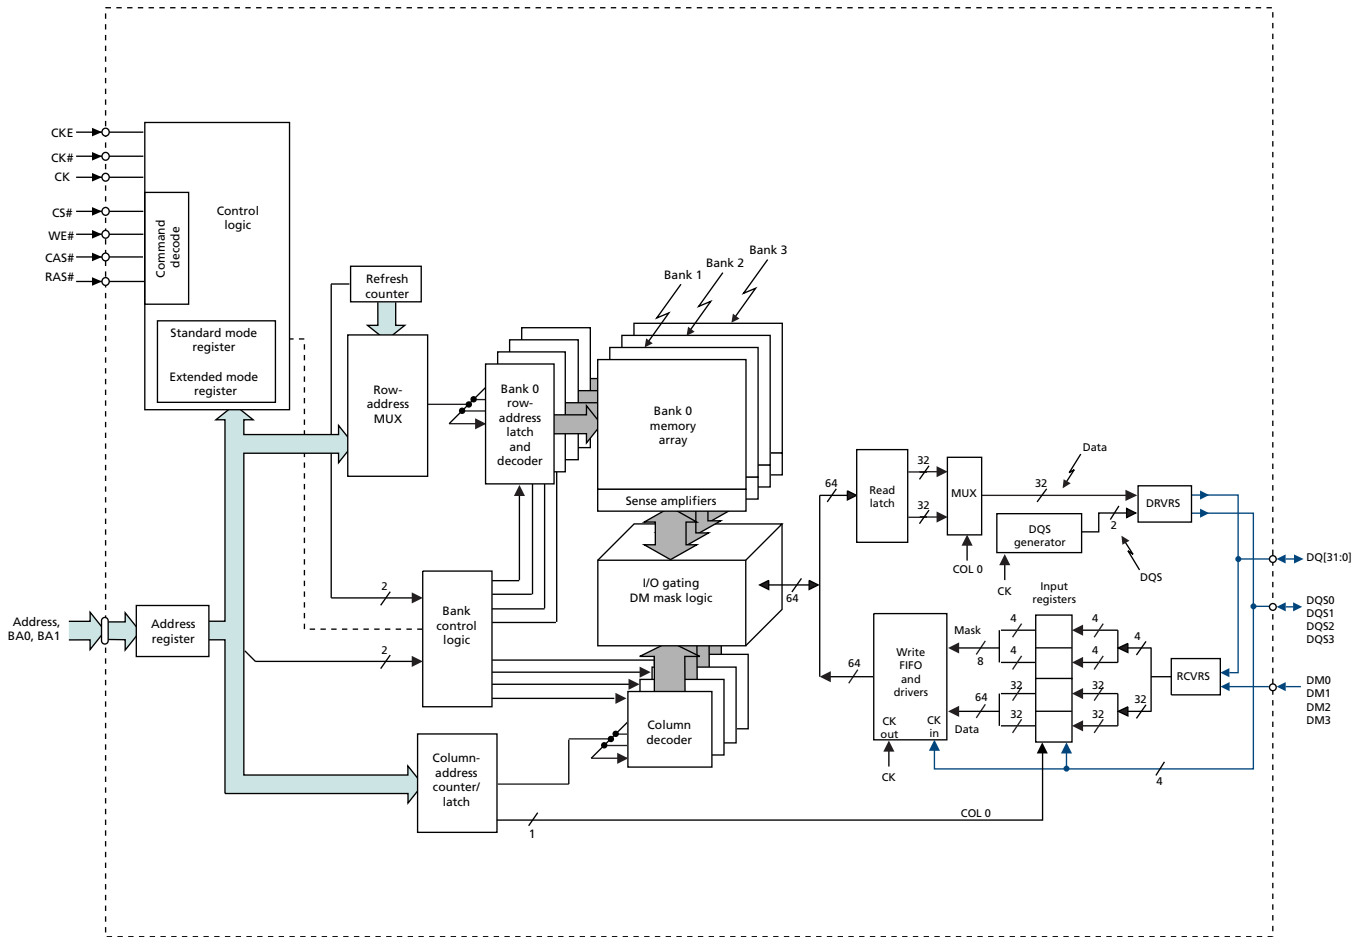 CKE
CK#
CK
CS#
WE#
CAS#
RAS#
Command
decode
Control
logic
Standard mode
register
Extended mode
register
Refresh
counter
Row-
address
MUX
Bank 0
row-
address
latch
and
decoder
Bank 1
Bank 2
Bank 3
Bank 0
memory
array
Sense amplifiers
I/O gating
DM mask logic
Address,
BA0, BA1
Address
register
2
2
Bank
control
logic
Column
decoder
Column-
address
counter/
latch
1
COL 0
64
64
64
Read
latch
32
32
MUX
COL 0
32
Data
DQS
generator
CK
2
DQS
DRVRS
DQ[31:0]
DQS0
DQS1
DQS2
DQS3
DM0
DM1
DM2
DM3
RCVRS
Input
registers
4
4
4
4
4
32
32
32
32
32
Mask
8
64
Data
Write
FIFO
and
drivers
CK
out
CK
in
CK
4